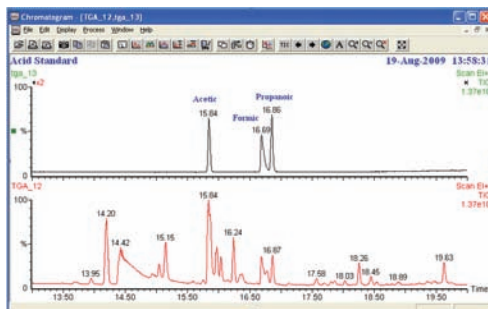 Chromatogram - [TGA_12,tga_13]
File Edit Display Process Window Help
Acid Standard 19-Aug-2009 13:58:31
tga_13 Scan EI+
x2 TIC
100 1.37e10
Acetic
15.84
Propanoic
16.86
Formic
16.69
%
0
TGA_12 Scan EI+
TIC
1.37e10
100
15.84
14.20
14.42
15.15
16.24
16.87
13.95
17.58
18.03
18.26
18.45
18.89
19.63
%
0
Time
13.50 14.50 15.50 16.50 17.50 18.50 19.50